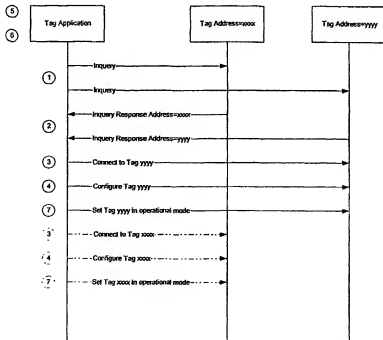 5
6
Tag Application
Tag Address=xxxx
Tag Address=yyyy
Inquery
1
Inquery
Inquery Response Address=xxxx
2
Inquery Response Address=yyyy
3 Connect to Tag yyyy
4 Configure Tag yyyy
7 Set Tag yyyy in operational mode
3 Connect to Tag xxxx
4 Configure Tag xxxx
7 Set Tag xxxx in operational mode